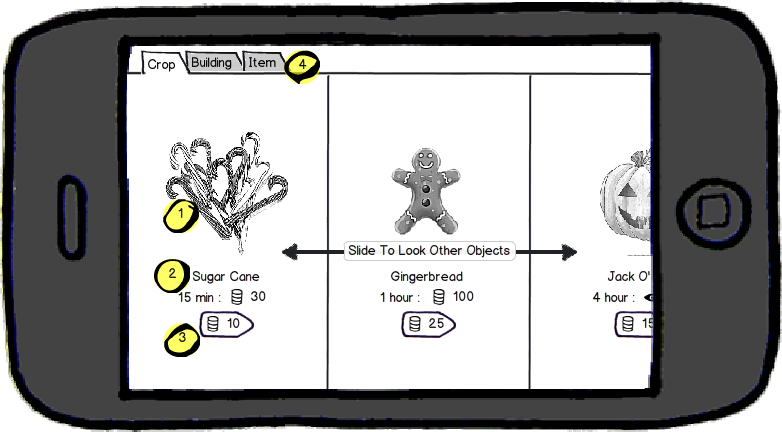 Crop Building Item 4
1
Slide To Look Other Objects
2 Sugar Cane Gingerbread Jack O'
15 min : 30 1 hour : 100 4 hour :
3 10 25 15